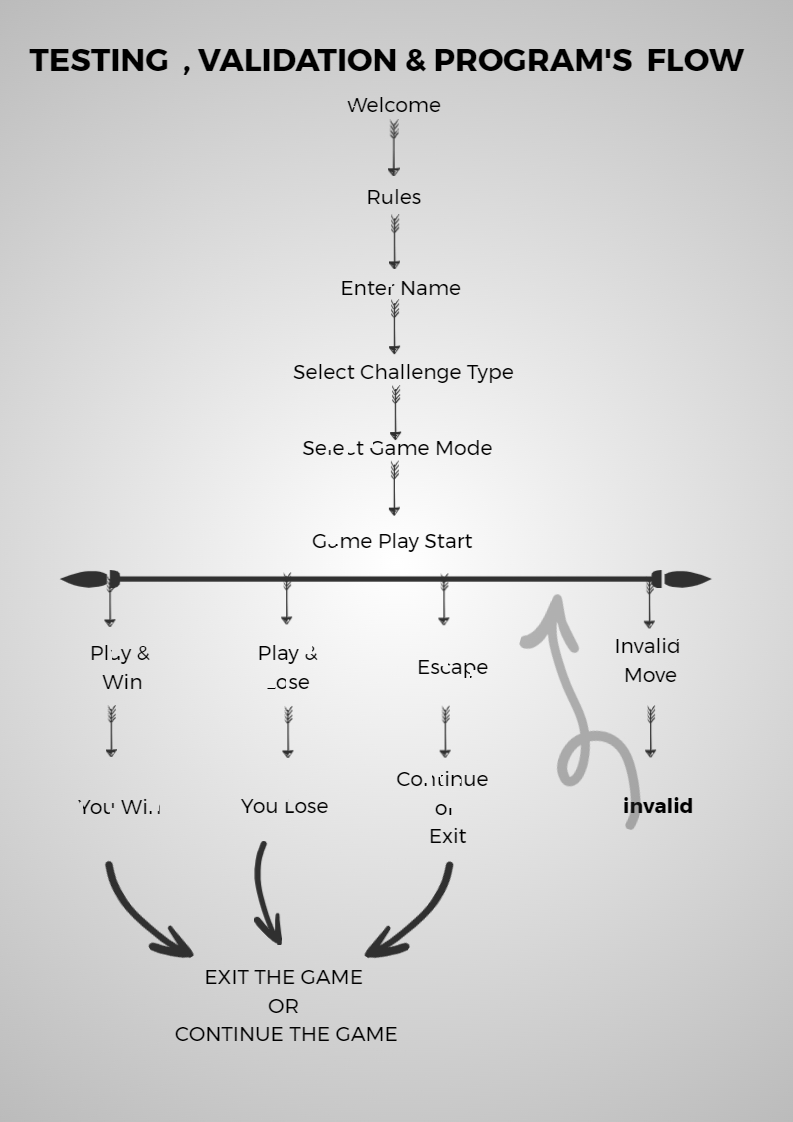 TESTING , VALIDATION & PROGRAM'S FLOW
Welcome
Rules
Enter Name
Select Challenge Type
Select Game Mode
Game Play Start
Play &
Win
Play &
Lose
Escape
Invalid
Move
You Win
You Lose
Continue
or
Exit
invalid
EXIT THE GAME
OR
CONTINUE THE GAME